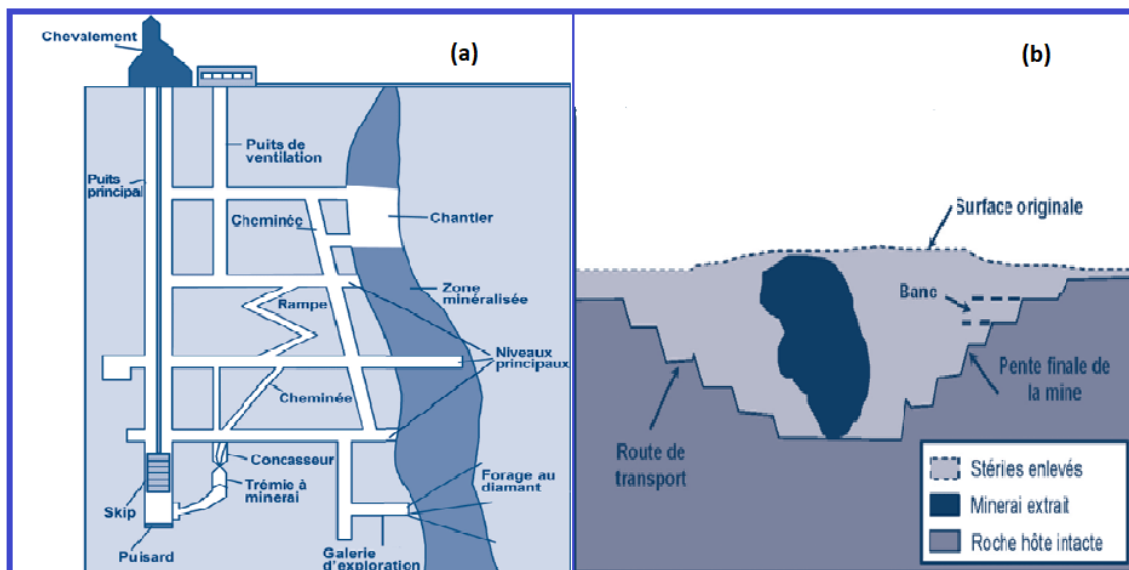 Chevalement
(a)
Puits de
ventilation
Puits
principal
Cheminée
Chantier
Zone
minéralisée
Rampe
Niveaux
principaux
Cheminée
Concasseur
Trémie à
minerai
Forage au
diamant
Skip
Puisard
Galerie
d'exploration
(b)
Surface originale
Banc
Pente finale de
la mine
Route de
transport
Stéries enlevés
Minerai extrait
Roche hôte intacte